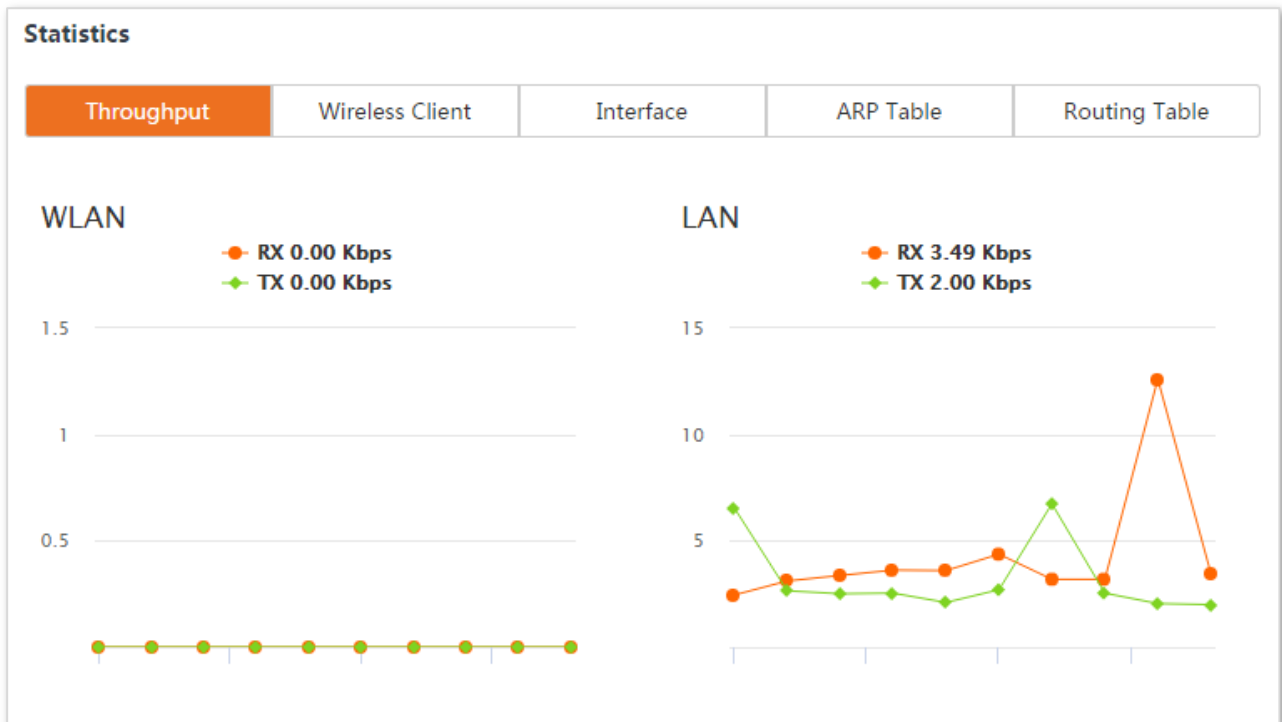 Statistics
Throughput Wireless Client Interface ARP Table Routing Table
WLAN
RX 0.00 Kbps
TX 0.00 Kbps
1.5
1
0.5
LAN
RX 3.49 Kbps
TX 2.00 Kbps
15
10
5